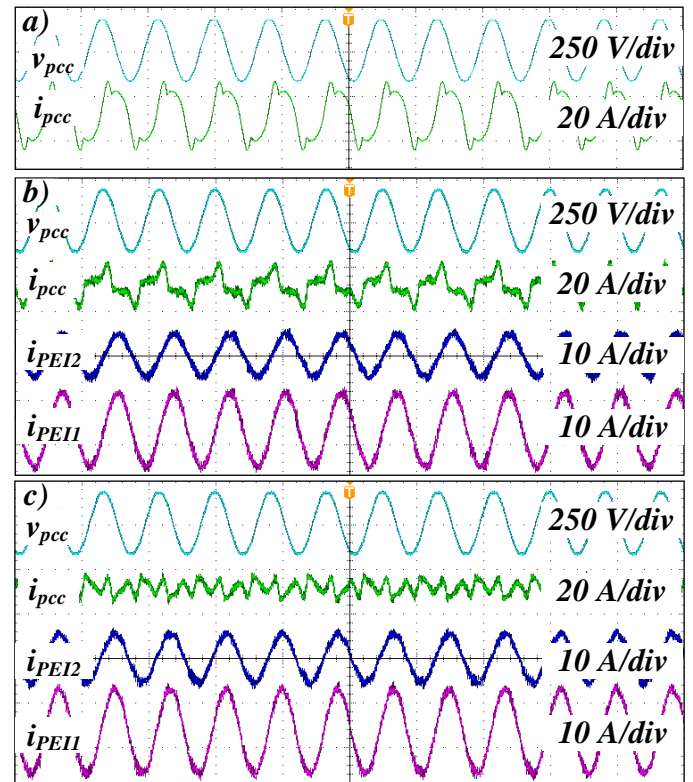 a)
T
v_pcc 250 V/div
i_pcc 20 A/div
b)
T
v_pcc 250 V/div
i_pcc 20 A/div
i_PEI2 10 A/div
i_PEI1 10 A/div
c)
T
v_pcc 250 V/div
i_pcc 20 A/div
i_PEI2 10 A/div
i_PEI1 10 A/div